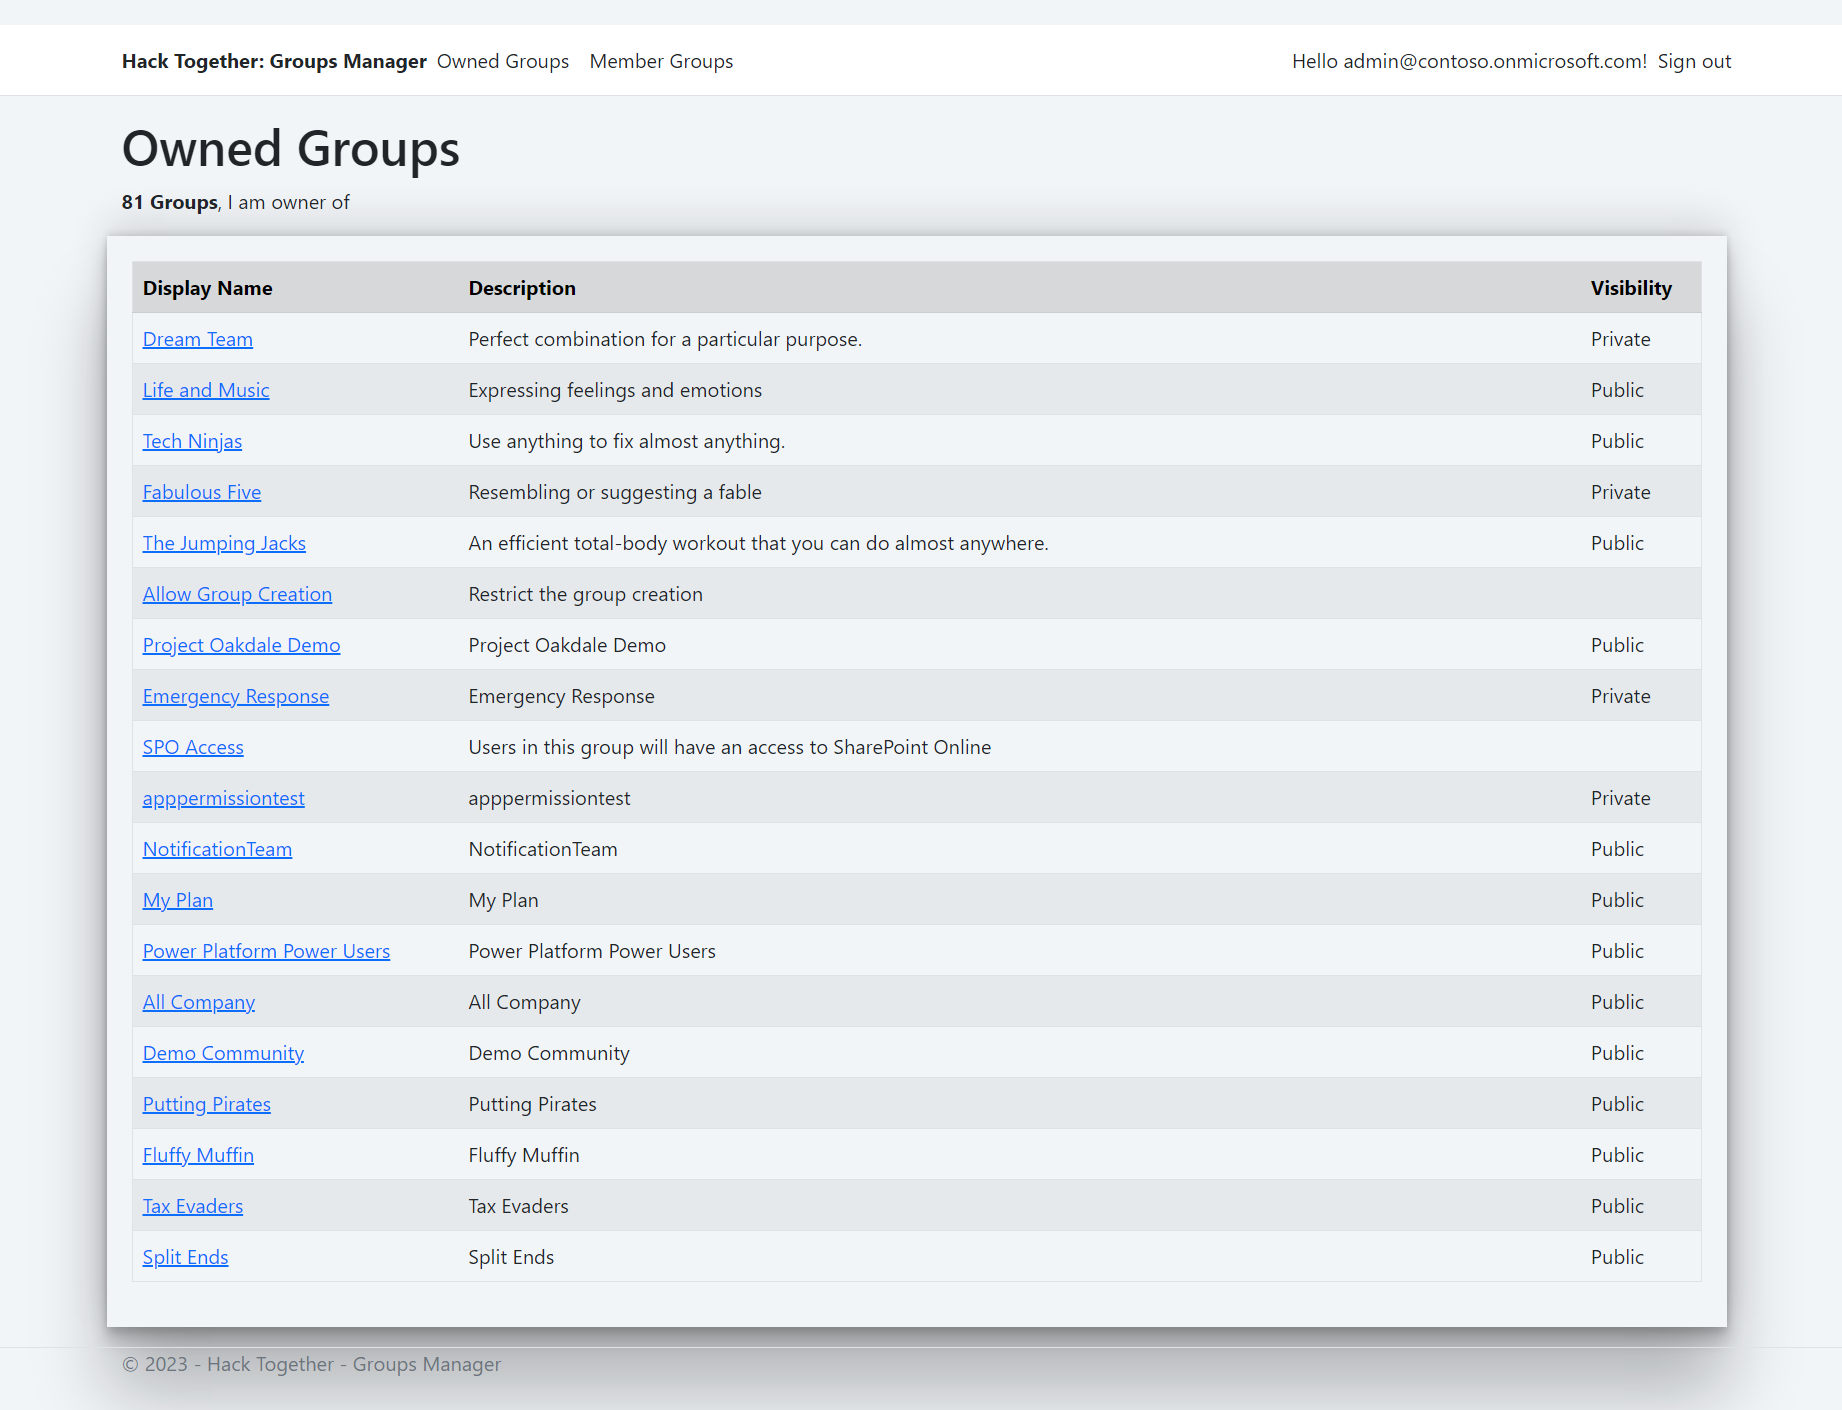 Hack Together: Groups Manager Owned Groups Member Groups Hello admin@contoso.onmicrosoft.com! Sign out
Owned Groups
81 Groups, I am owner of
Display Name Description Visibility
Dream Team Perfect combination for a particular purpose. Private
Life and Music Expressing feelings and emotions Public
Tech Ninjas Use anything to fix almost anything. Public
Fabulous Five Resembling or suggesting a fable Private
The Jumping Jacks An efficient total-body workout that you can do almost anywhere. Public
Allow Group Creation Restrict the group creation
Project Oakdale Demo Project Oakdale Demo Public
Emergency Response Emergency Response Private
SPO Access Users in this group will have an access to SharePoint Online
apppermissiontest apppermissiontest Private
NotificationTeam NotificationTeam Public
My Plan My Plan Public
Power Platform Power Users Power Platform Power Users Public
All Company All Company Public
Demo Community Demo Community Public
Putting Pirates Putting Pirates Public
Fluffy Muffin Fluffy Muffin Public
Tax Evaders Tax Evaders Public
Split Ends Split Ends Public
© 2023 - Hack Together - Groups Manager